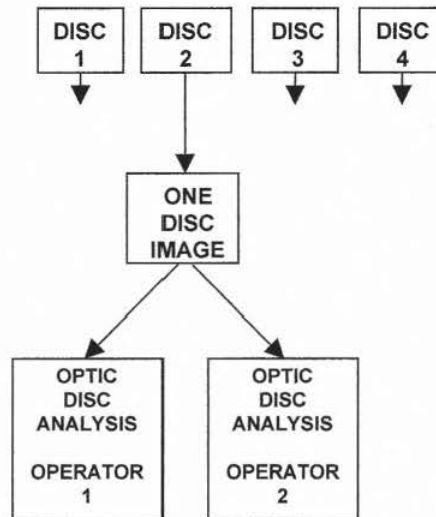 DISC
1
DISC
2
DISC
3
DISC
4
ONE
DISC
IMAGE
OPTIC
DISC
ANALYSIS
OPERATOR
1
OPTIC
DISC
ANALYSIS
OPERATOR
2